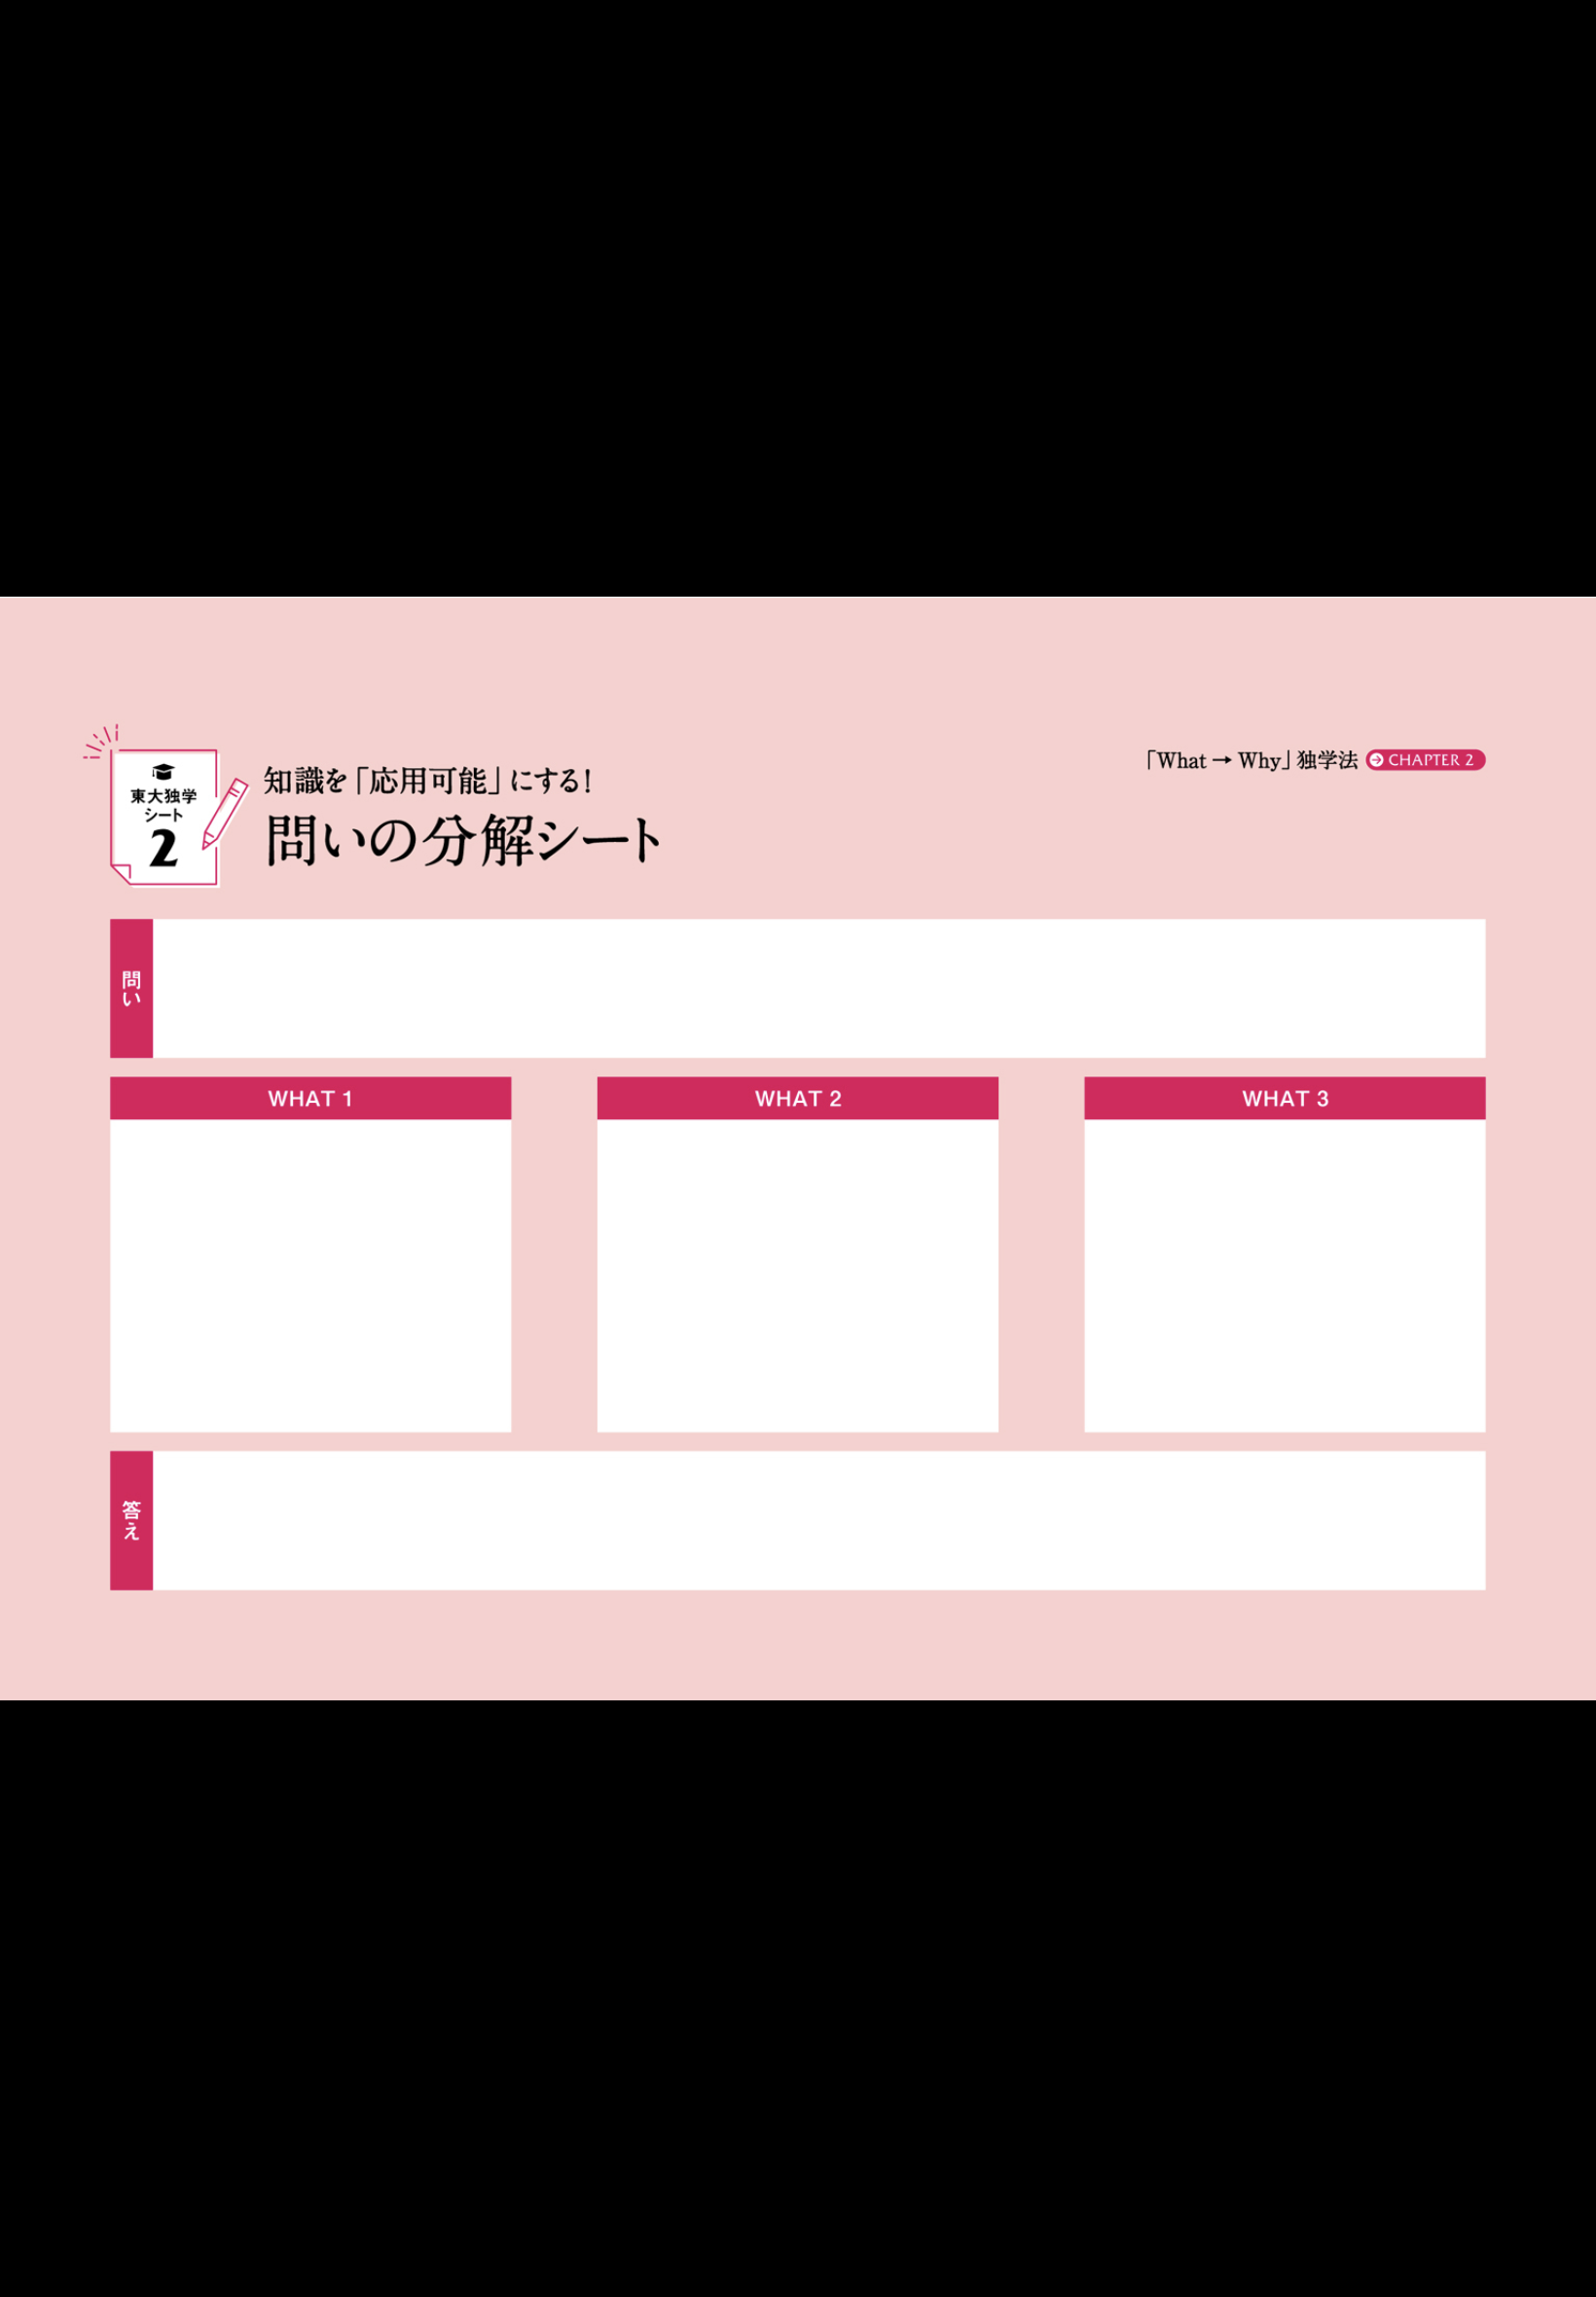 東大独学
シート
2
知識を「応用可能」にする!
問いの分解シート
「What → Why」独学法 CHAPTER 2
問い
WHAT 1
WHAT 2
WHAT 3
答え